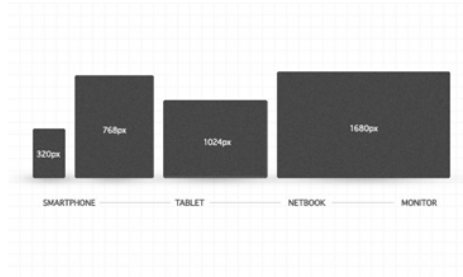 320px
768px
1024px
1680px
SMARTPHONE TABLET NETBOOK MONITOR